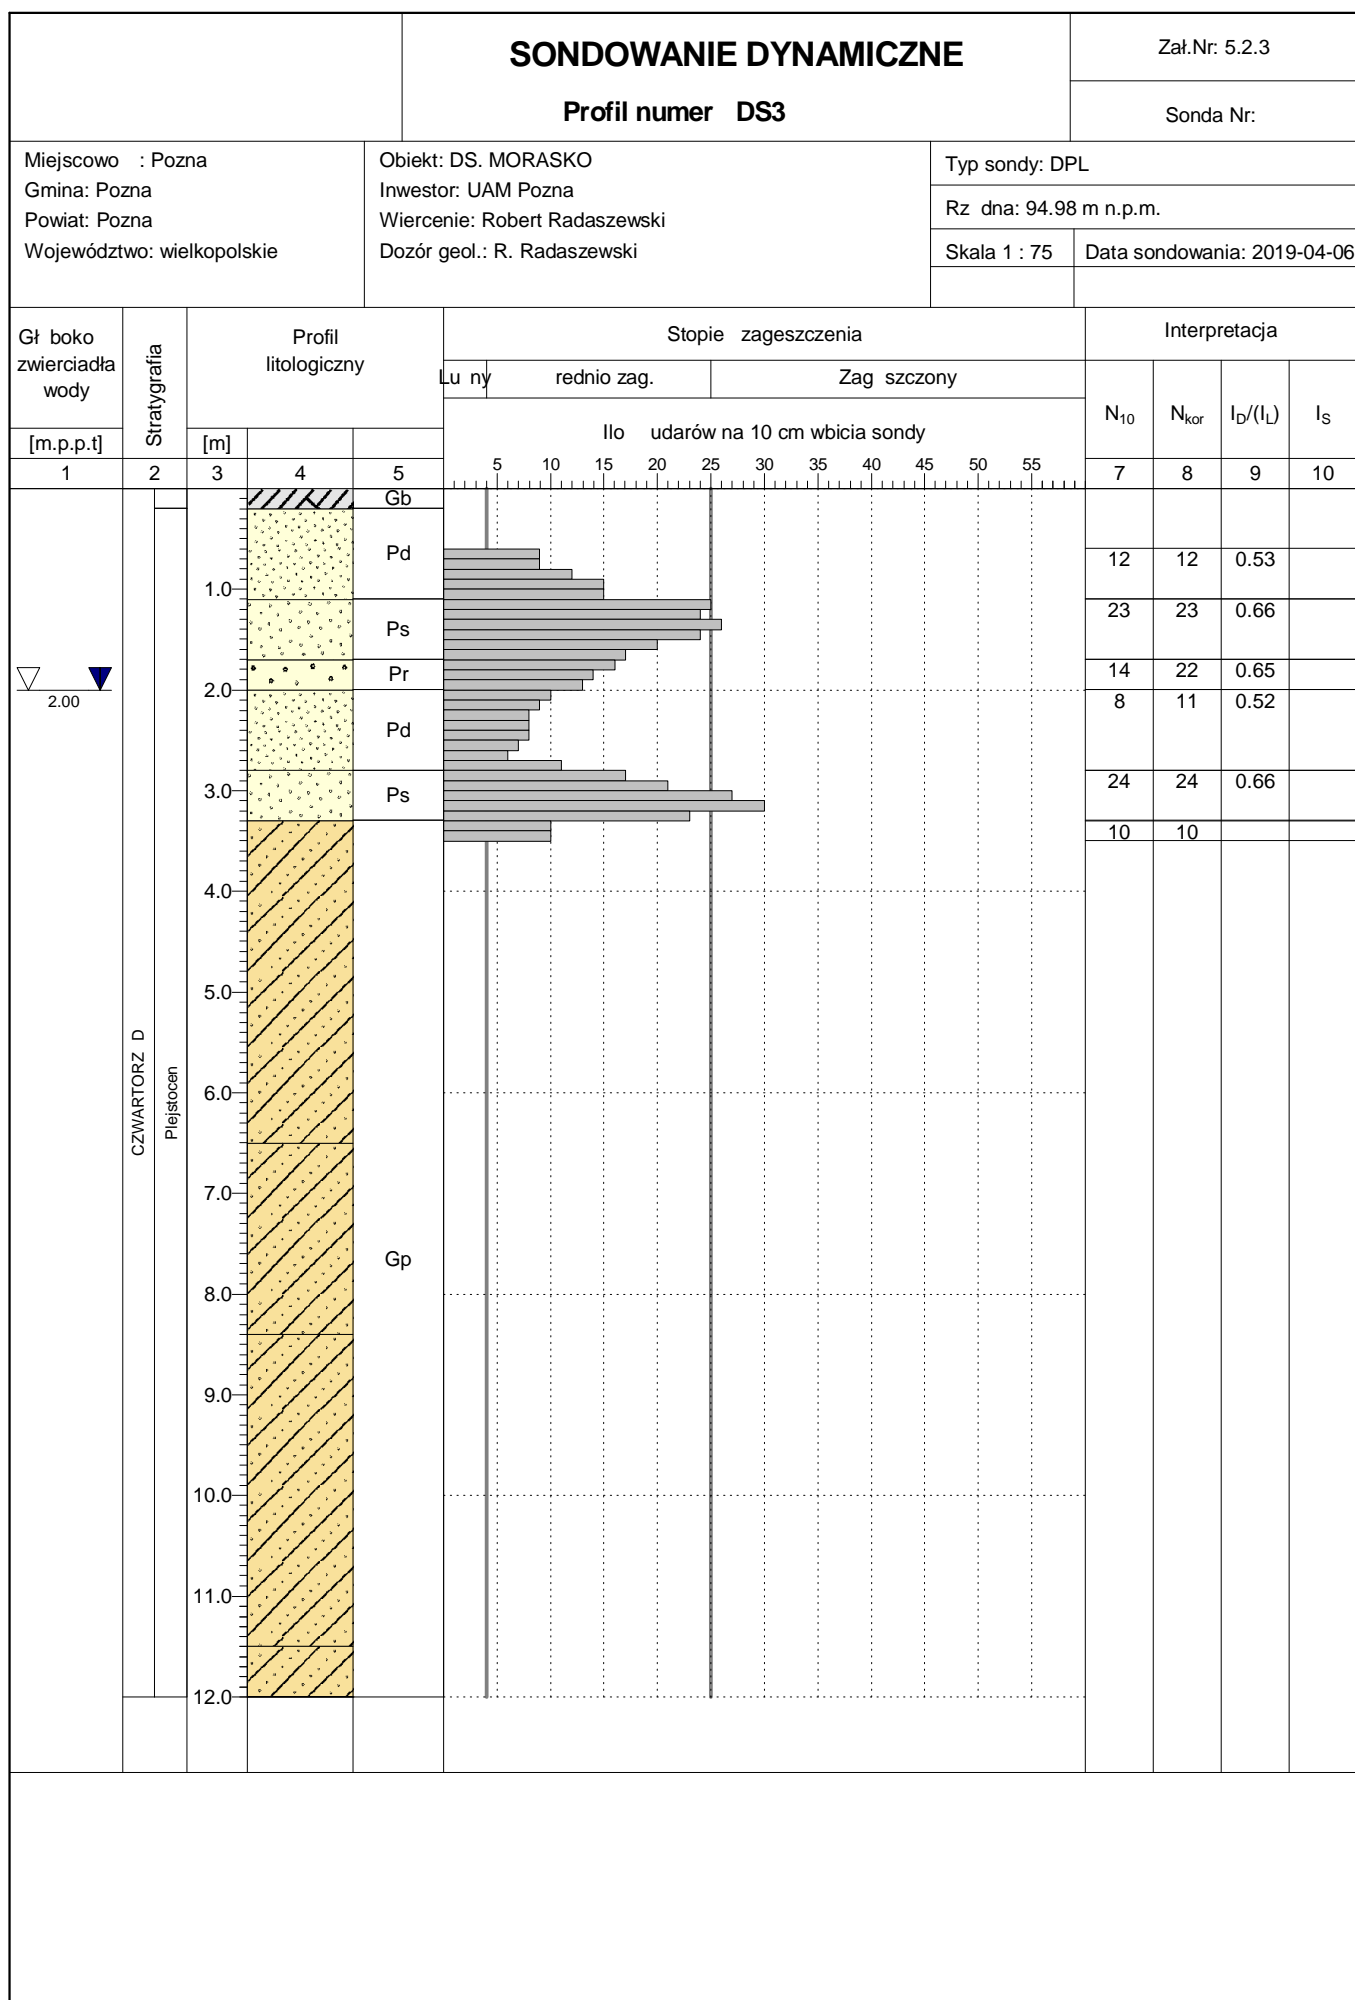 SONDOWANIE DYNAMICZNE
Profil numer DS3
Zał.Nr: 5.2.3
Sonda Nr:
Miejscowo : Pozna
Gmina: Pozna
Powiat: Pozna
Województwo: wielkopolskie
Obiekt: DS. MORASKO
Inwestor: UAM Pozna
Wiercenie: Robert Radaszewski
Dozór geol.: R. Radaszewski
Typ sondy: DPL
Rz dna: 94.98 m n.p.m.
Skala 1 : 75
Data sondowania: 2019-04-06
Gł boko
zwierciadła
wody
[m.p.p.t]
Stratygrafia
Profil
litologiczny
[m]
Stopie zageszczenia
Lu ny
rednio zag.
Zag szczony
Ilo udarów na 10 cm wbicia sondy
5 10 15 20 25 30 35 40 45 50 55
Interpretacja
N10
Nkor
ID/(IL)
IS
1 2 3 4 5 7 8 9 10
Gb
Pd
12 12 0.53
1.0
Ps
23 23 0.66
Pr
14 22 0.65
2.0
2.00
Pd
8 11 0.52
Ps
24 24 0.66
3.0
10 10
4.0
5.0
6.0
7.0
8.0
9.0
10.0
11.0
12.0
Gp
CZWARTORZ D
Plejstocen